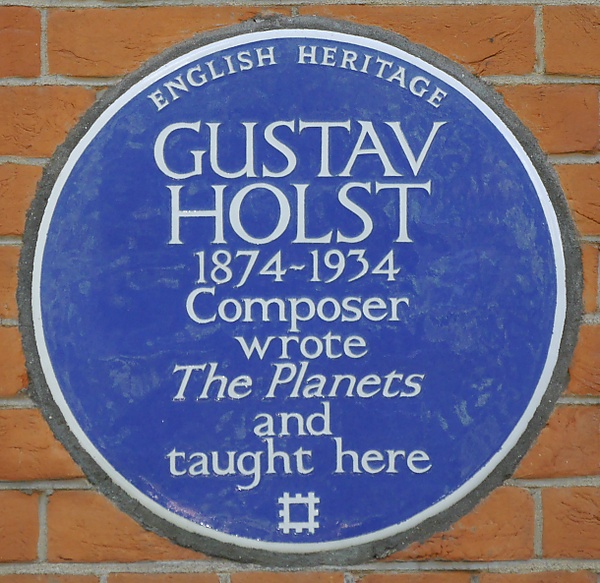 ENGLISH HERITAGE
GUSTAV
HOLST
1874-1934
Composer
wrote
The Planets
and
taught here